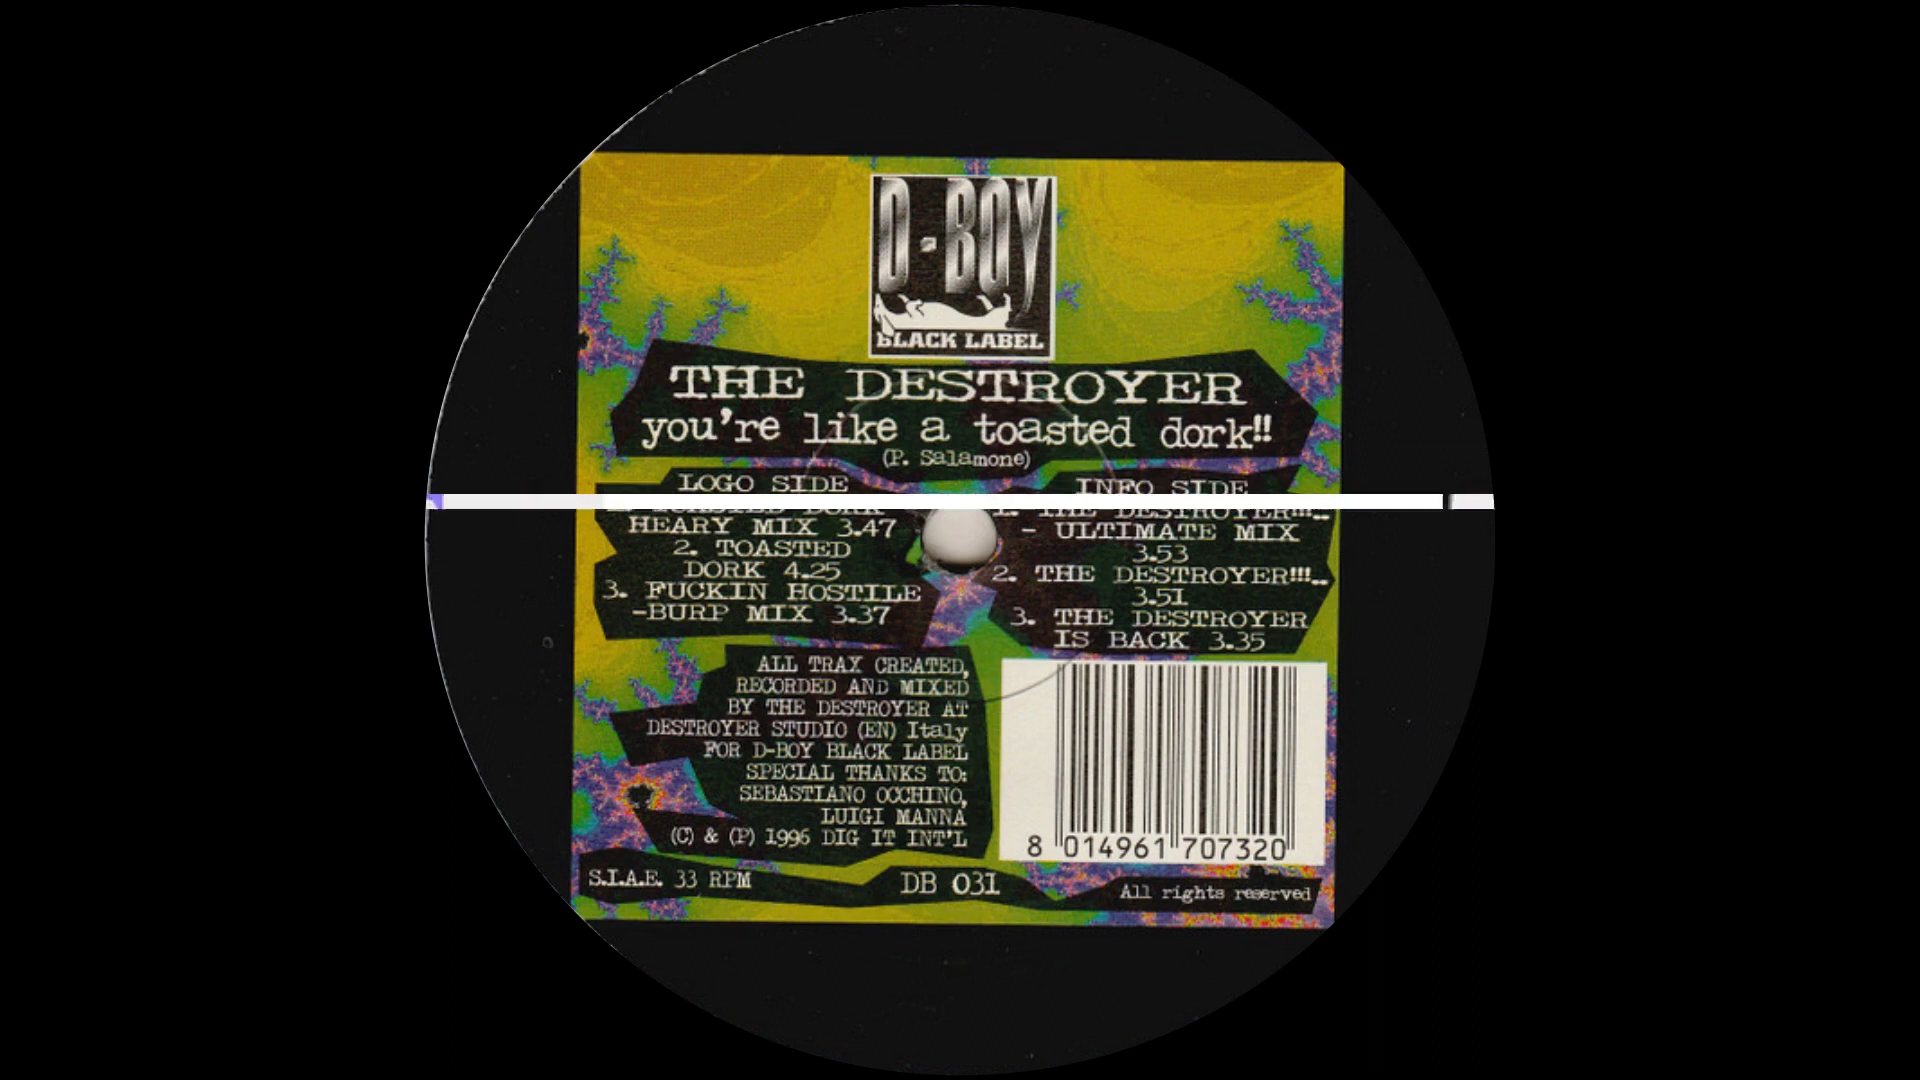 D-BOY
BLACK LABEL
THE DESTROYER
you're like a toasted dork!!
(P. Salamone)
LOGO SIDE
1. TOASTED DORK
HEARY MIX 3.47
2. TOASTED
DORK 4.25
3. FUCKIN HOSTILE
-BURP MIX 3.37
INFO SIDE
1. THE DESTROYER!!!..
- ULTIMATE MIX
3.53
2. THE DESTROYER!!!..
3.51
3. THE DESTROYER
IS BACK 3.35
ALL TRAX CREATED,
RECORDED AND MIXED
BY THE DESTROYER AT
DESTROYER STUDIO (EN) Italy
FOR D-BOY BLACK LABEL
SPECIAL THANKS TO:
SEBASTIANO OCCHINO,
LUIGI MANNA
(C) & (P) 1996 DIG IT INT'L
8 014961 707320
S.I.A.E. 33 RPM
DB 031
All rights reserved